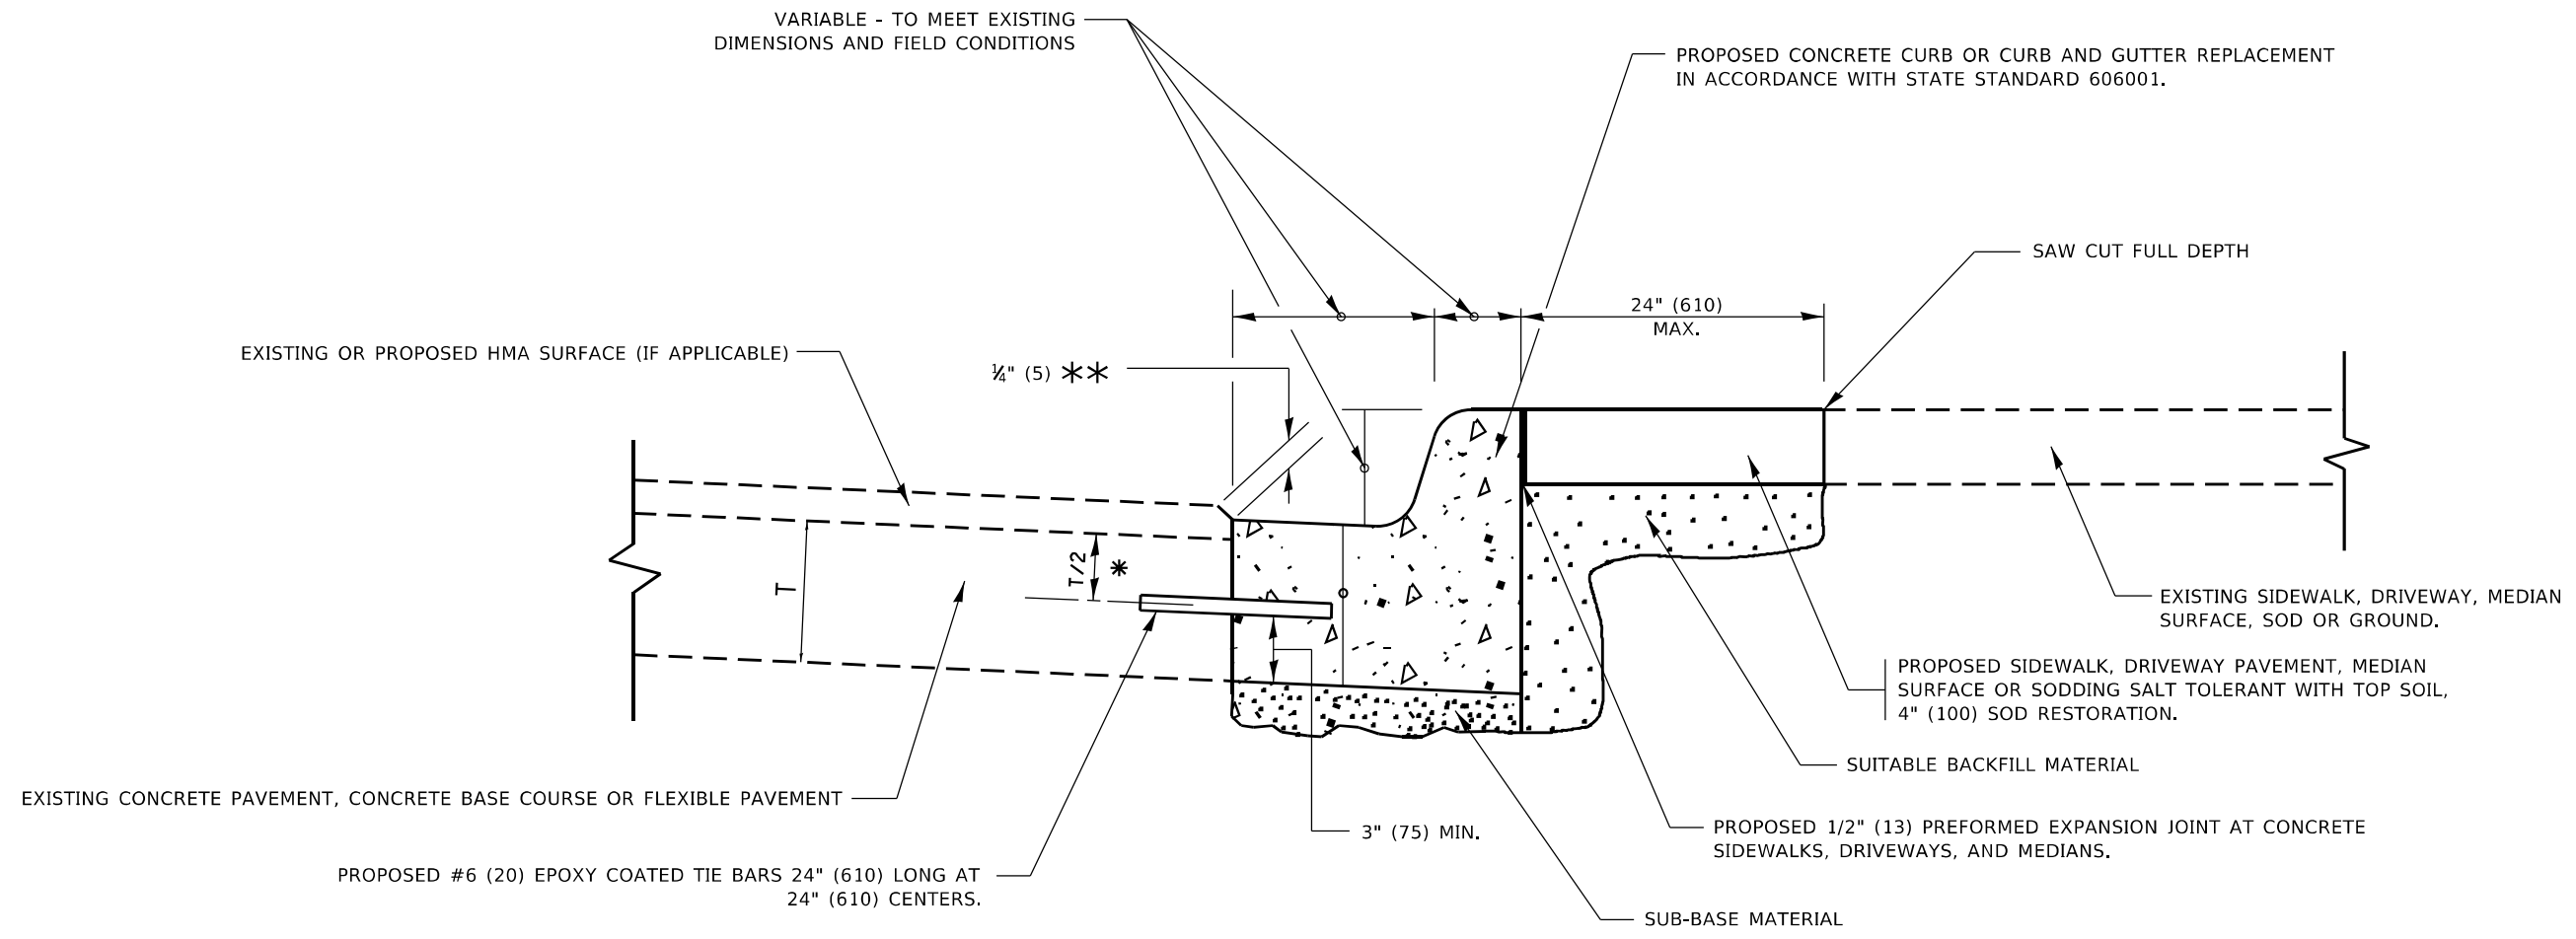 VARIABLE - TO MEET EXISTING
DIMENSIONS AND FIELD CONDITIONS
PROPOSED CONCRETE CURB OR CURB AND GUTTER REPLACEMENT
IN ACCORDANCE WITH STATE STANDARD 606001.
SAW CUT FULL DEPTH
24" (610)
MAX.
EXISTING OR PROPOSED HMA SURFACE (IF APPLICABLE)
¼" (5) **
T
T/2
*
EXISTING SIDEWALK, DRIVEWAY, MEDIAN
SURFACE, SOD OR GROUND.
PROPOSED SIDEWALK, DRIVEWAY PAVEMENT, MEDIAN
SURFACE OR SODDING SALT TOLERANT WITH TOP SOIL,
4" (100) SOD RESTORATION.
SUITABLE BACKFILL MATERIAL
EXISTING CONCRETE PAVEMENT, CONCRETE BASE COURSE OR FLEXIBLE PAVEMENT
3" (75) MIN.
PROPOSED 1/2" (13) PREFORMED EXPANSION JOINT AT CONCRETE
SIDEWALKS, DRIVEWAYS, AND MEDIANS.
PROPOSED #6 (20) EPOXY COATED TIE BARS 24" (610) LONG AT
24" (610) CENTERS.
SUB-BASE MATERIAL